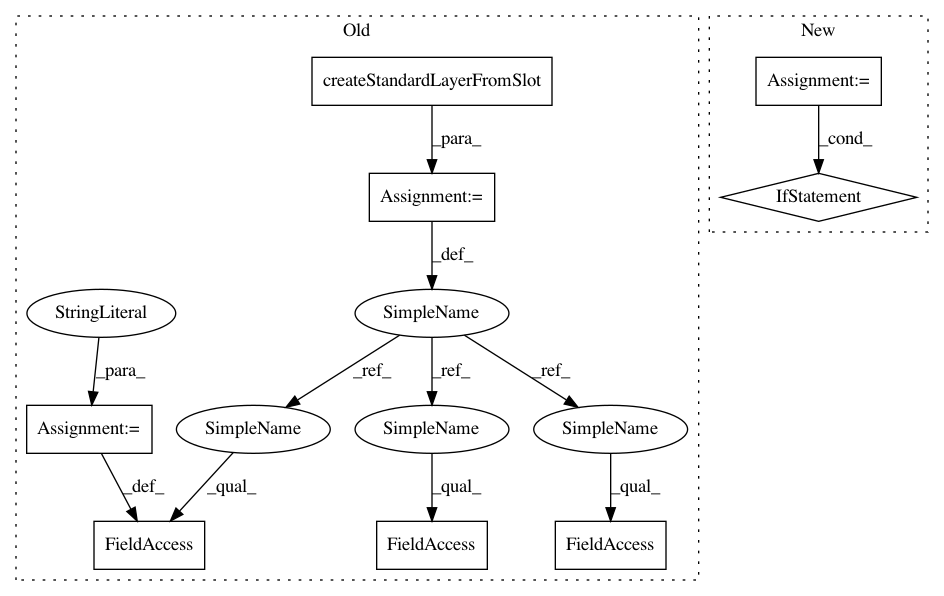 Old
New
createStandardLayerFromSlot
Assignment:=
_para_
_cond_
Assignment:=
IfStatement
_def_
StringLiteral
SimpleName
_para_
_ref_
_ref_
_ref_
Assignment:=
SimpleName
SimpleName
SimpleName
_def_
_qual_
_qual_
_qual_
FieldAccess
FieldAccess
FieldAccess